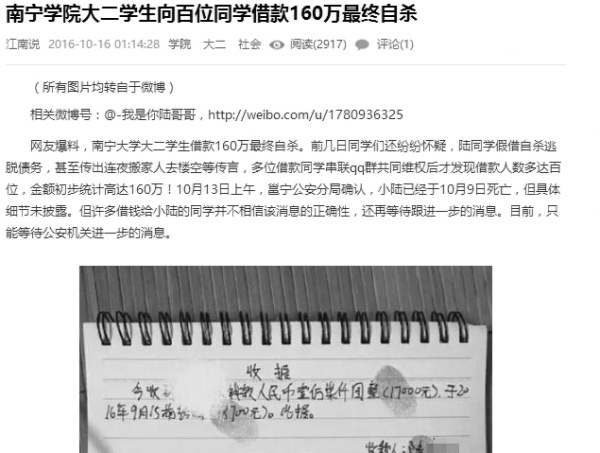 南宁学院大二学生向百位同学借款160万最终自杀
江南说 2016-10-16 01:14:28 学院 大二 社会 阅读(2917) 评论(1)
（所有图片均转自于微博）
相关微博号：@-我是你陆哥哥，http://weibo.com/u/1780936325
网友爆料，南宁大学大二学生借款160万最终自杀。前几日同学们还纷纷怀疑，陆同学假借自杀逃
脱债务，甚至传出连夜搬家人去楼空等传言，多位借款同学串联qq群共同维权后才发现借款人数多达百
位，金额初步统计高达160万！10月13日上午，邕宁公安分局确认，小陆已经于10月9日死亡，但具体
细节未披露。但许多借钱给小陆的同学并不相信该消息的正确性，还再等待跟进一步的消息。目前，只
能等待公安机关进一步的消息。
收据
今收 钱款人民币壹万柒仟圆整(17000元).于20
16年9月15 (1700元)。此据。
收款人: